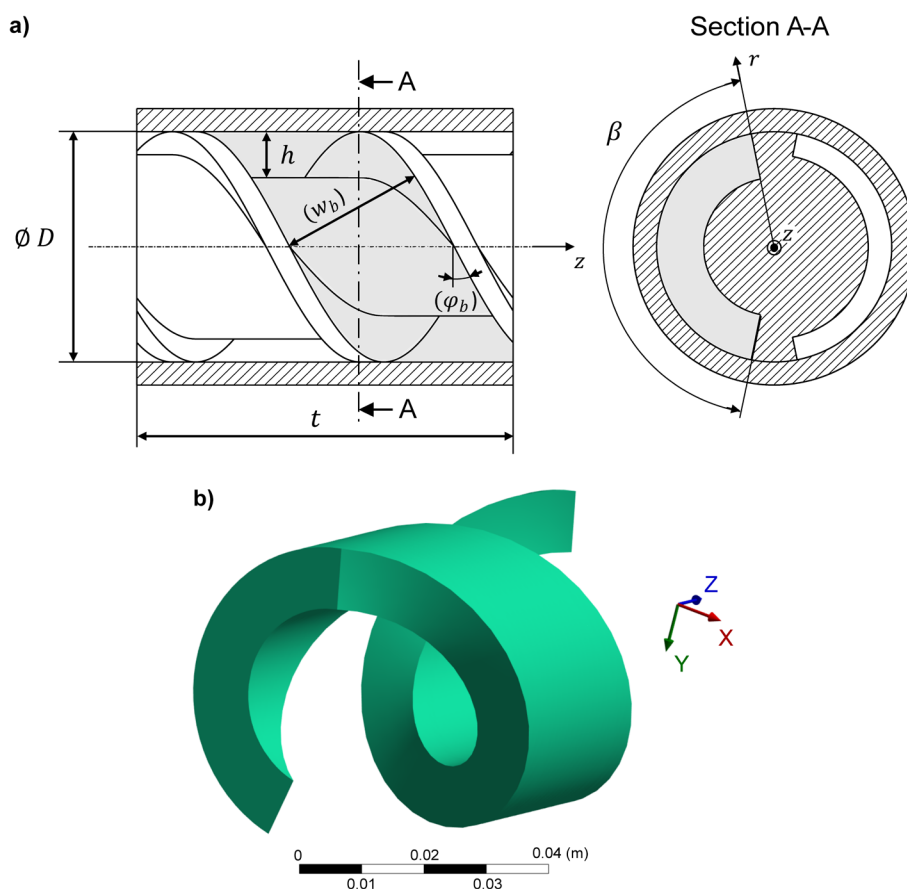 a)
Section A-A
A
r
β
h
(w_b)
∅ D
z
z
(φ_b)
A
t
b)
Z
X
Y
0 0.02 0.04 (m)
0.01 0.03